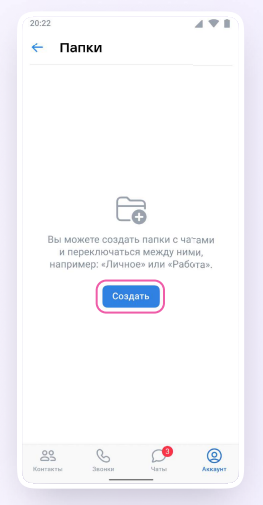 20:22
Папки
Вы можете создать папки с чатами
и переключаться между ними,
например: «Личное» или «Работа».
Создать
3
Контакты
Звонки
Чаты
Аккаунт